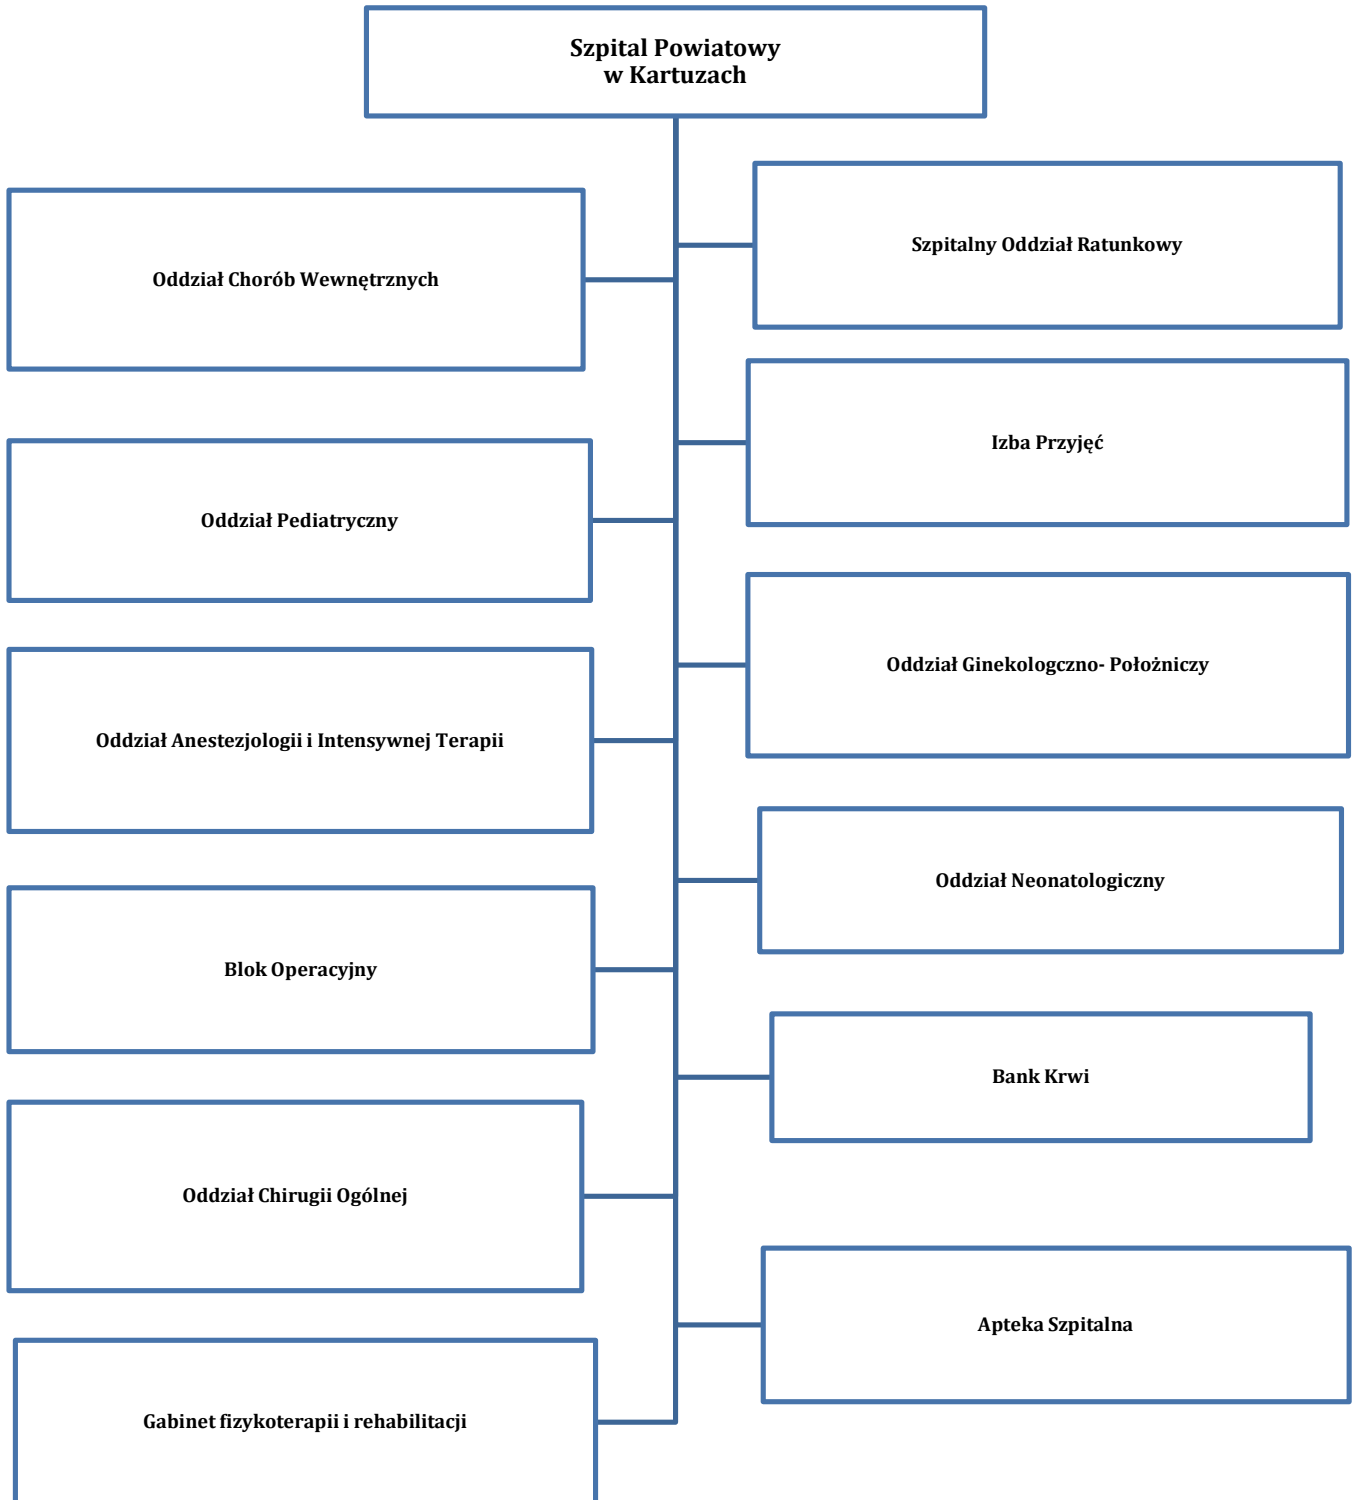 Szpital Powiatowy
w Kartuzach
Szpitalny Oddział Ratunkowy
Oddział Chorób Wewnętrznych
Izba Przyjęć
Oddział Pediatryczny
Oddział Ginekologczno- Położniczy
Oddział Anestezjologii i Intensywnej Terapii
Oddział Neonatologiczny
Blok Operacyjny
Bank Krwi
Oddział Chirugii Ogólnej
Apteka Szpitalna
Gabinet fizykoterapii i rehabilitacji